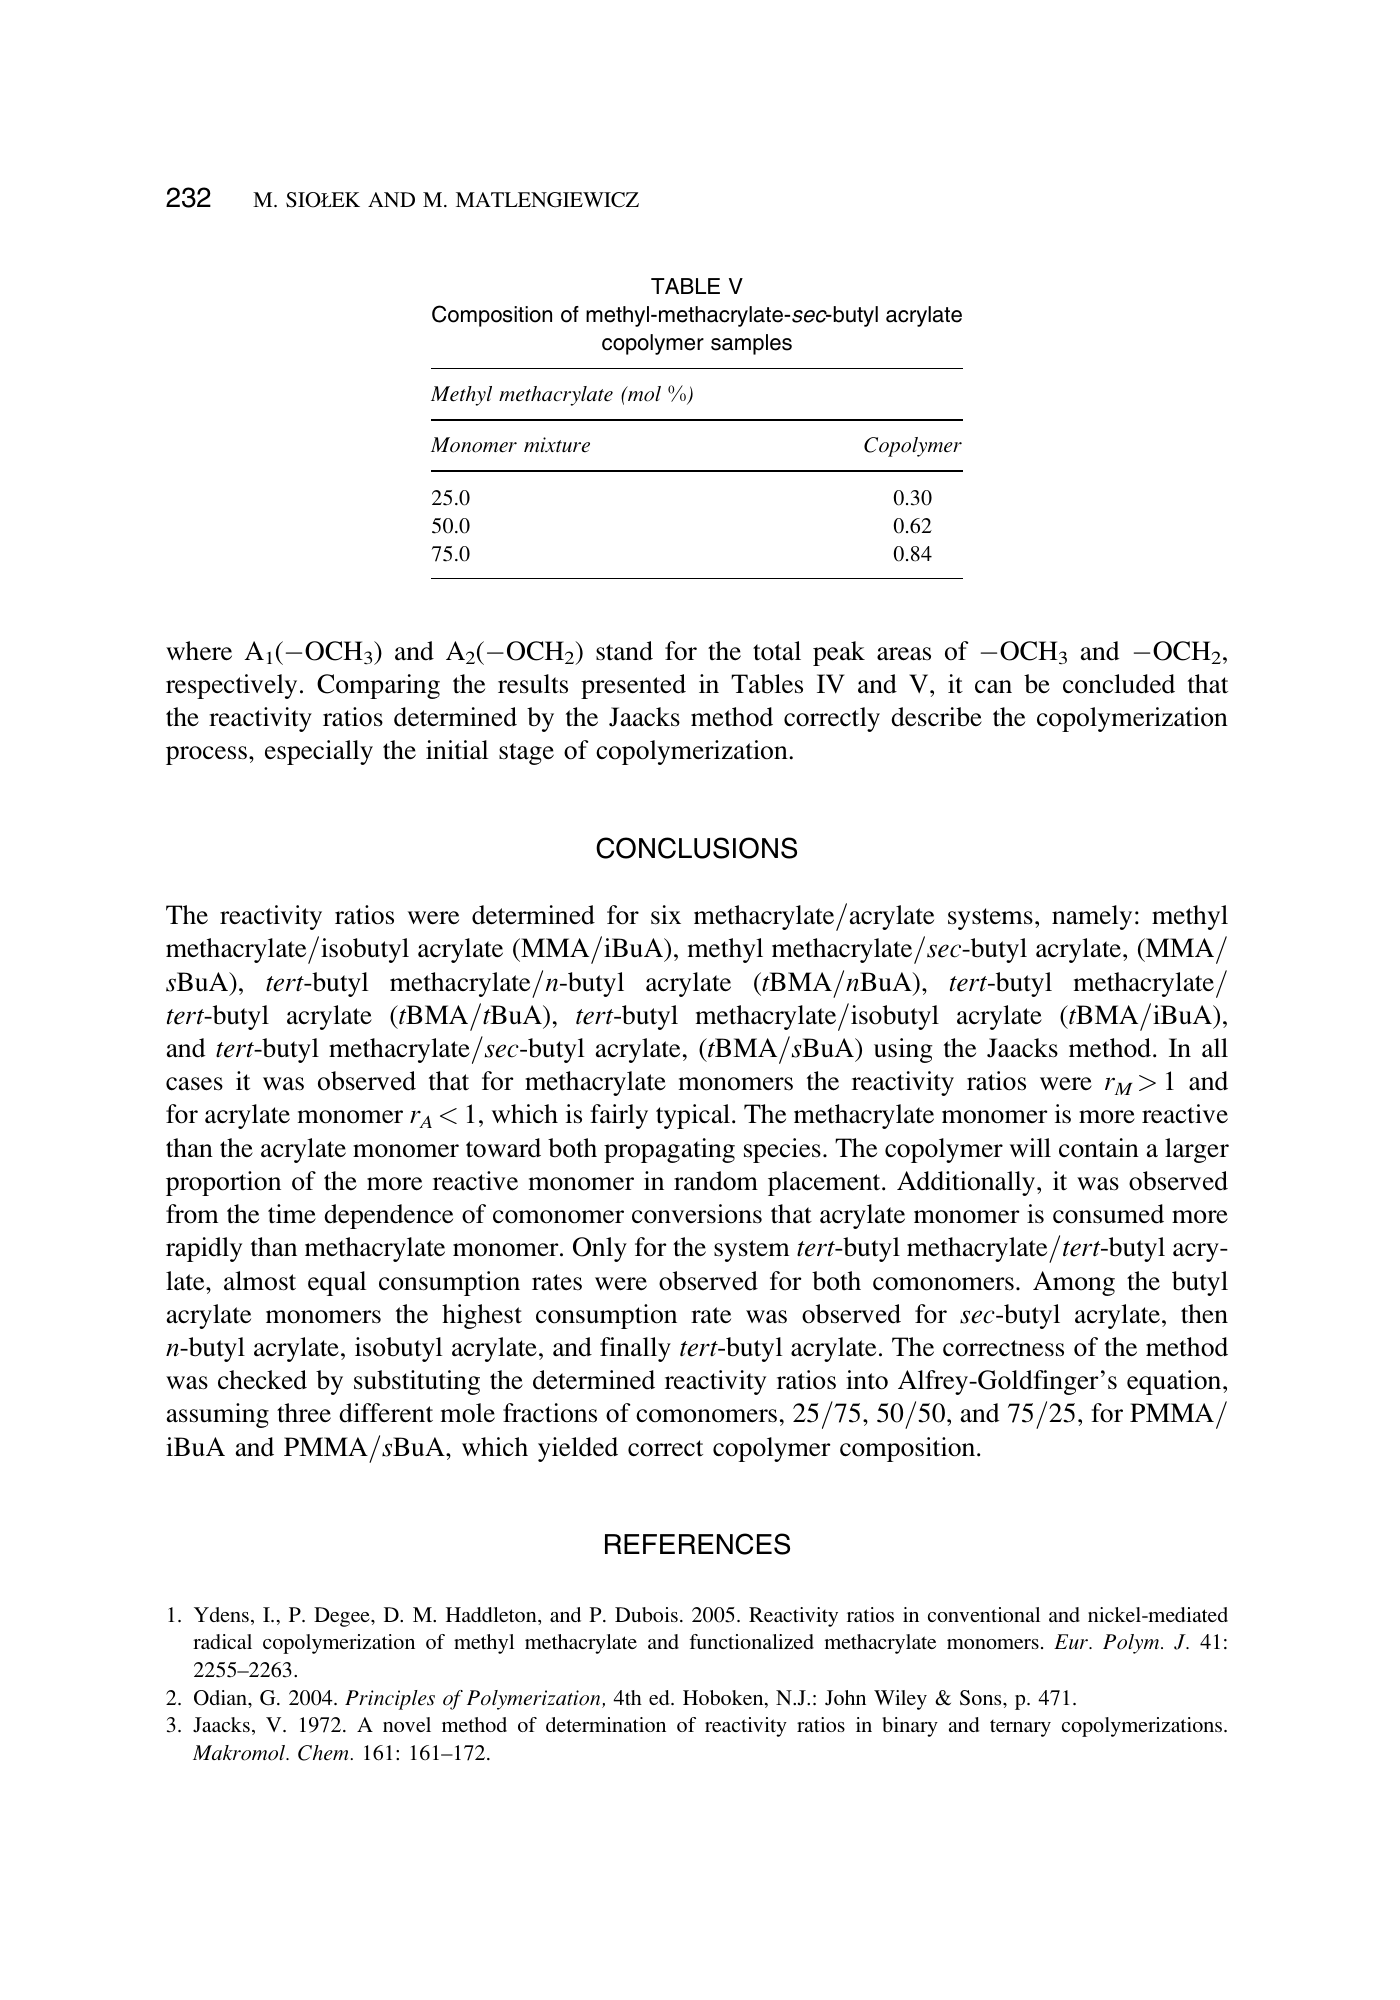 232 M. SIOŁEK AND M. MATLENGIEWICZ
TABLE V
Composition of methyl-methacrylate-sec-butyl acrylate
copolymer samples
Methyl methacrylate (mol %)
Monomer mixture Copolymer
25.0 0.30
50.0 0.62
75.0 0.84
where A₁(−OCH₃) and A₂(−OCH₂) stand for the total peak areas of −OCH₃ and −OCH₂,
respectively. Comparing the results presented in Tables IV and V, it can be concluded that
the reactivity ratios determined by the Jaacks method correctly describe the copolymerization
process, especially the initial stage of copolymerization.
CONCLUSIONS
The reactivity ratios were determined for six methacrylate/acrylate systems, namely: methyl
methacrylate/isobutyl acrylate (MMA/iBuA), methyl methacrylate/sec-butyl acrylate, (MMA/
sBuA), tert-butyl methacrylate/n-butyl acrylate (tBMA/nBuA), tert-butyl methacrylate/
tert-butyl acrylate (tBMA/tBuA), tert-butyl methacrylate/isobutyl acrylate (tBMA/iBuA),
and tert-butyl methacrylate/sec-butyl acrylate, (tBMA/sBuA) using the Jaacks method. In all
cases it was observed that for methacrylate monomers the reactivity ratios were r_M > 1 and
for acrylate monomer r_A < 1, which is fairly typical. The methacrylate monomer is more reactive
than the acrylate monomer toward both propagating species. The copolymer will contain a larger
proportion of the more reactive monomer in random placement. Additionally, it was observed
from the time dependence of comonomer conversions that acrylate monomer is consumed more
rapidly than methacrylate monomer. Only for the system tert-butyl methacrylate/tert-butyl acry-
late, almost equal consumption rates were observed for both comonomers. Among the butyl
acrylate monomers the highest consumption rate was observed for sec-butyl acrylate, then
n-butyl acrylate, isobutyl acrylate, and finally tert-butyl acrylate. The correctness of the method
was checked by substituting the determined reactivity ratios into Alfrey-Goldfinger's equation,
assuming three different mole fractions of comonomers, 25/75, 50/50, and 75/25, for PMMA/
iBuA and PMMA/sBuA, which yielded correct copolymer composition.
REFERENCES
1. Ydens, I., P. Degee, D. M. Haddleton, and P. Dubois. 2005. Reactivity ratios in conventional and nickel-mediated
radical copolymerization of methyl methacrylate and functionalized methacrylate monomers. Eur. Polym. J. 41:
2255–2263.
2. Odian, G. 2004. Principles of Polymerization, 4th ed. Hoboken, N.J.: John Wiley & Sons, p. 471.
3. Jaacks, V. 1972. A novel method of determination of reactivity ratios in binary and ternary copolymerizations.
Makromol. Chem. 161: 161–172.